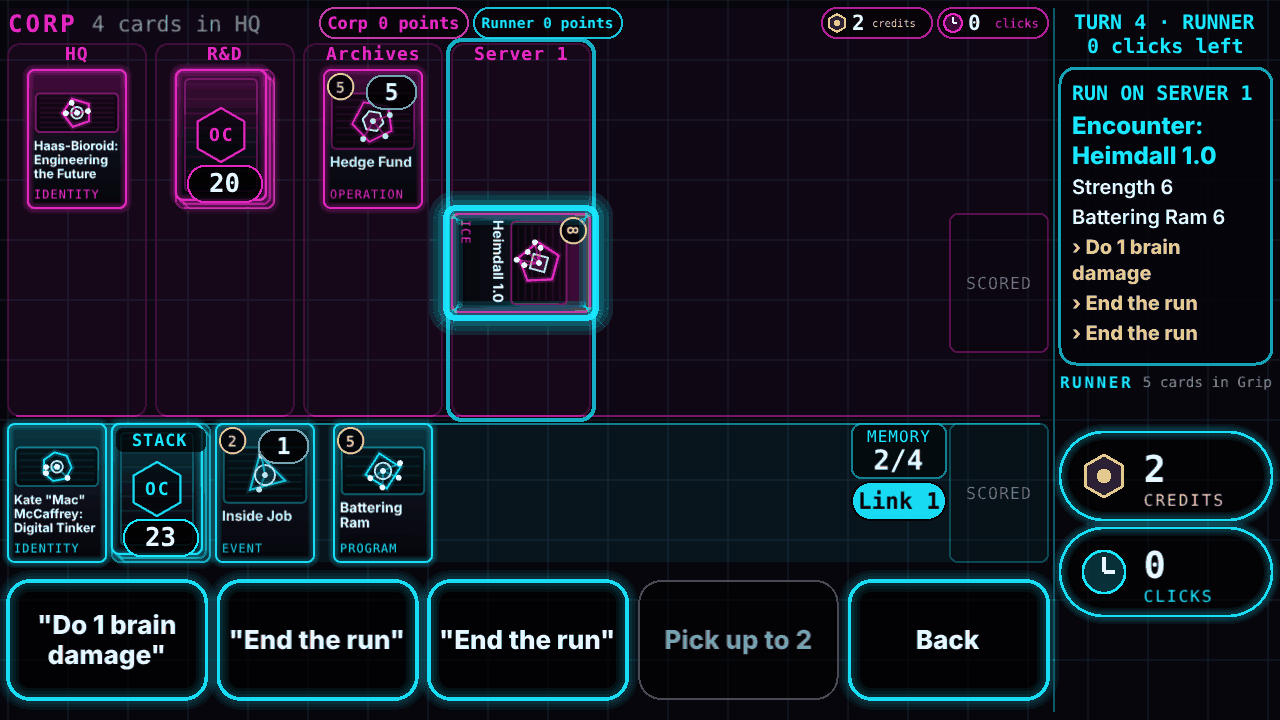 CORP 4 cards in HQ
Corp 0 points
Runner 0 points
2 credits
0 clicks
TURN 4 · RUNNER
0 clicks left
HQ
R&D
Archives
Server 1
Haas-Bioroid:
Engineering
the Future
IDENTITY
OC
20
5
5
Hedge Fund
OPERATION
ICE
Heimdall 1.0
8
SCORED
RUN ON SERVER 1
Encounter:
Heimdall 1.0
Strength 6
Battering Ram 6
› Do 1 brain
damage
› End the run
› End the run
RUNNER 5 cards in Grip
Kate "Mac"
McCaffrey:
Digital Tinker
IDENTITY
STACK
OC
23
2
1
Inside Job
EVENT
5
Battering
Ram
PROGRAM
MEMORY
2/4
Link 1
SCORED
2
CREDITS
0
CLICKS
"Do 1 brain
damage"
"End the run"
"End the run"
Pick up to 2
Back